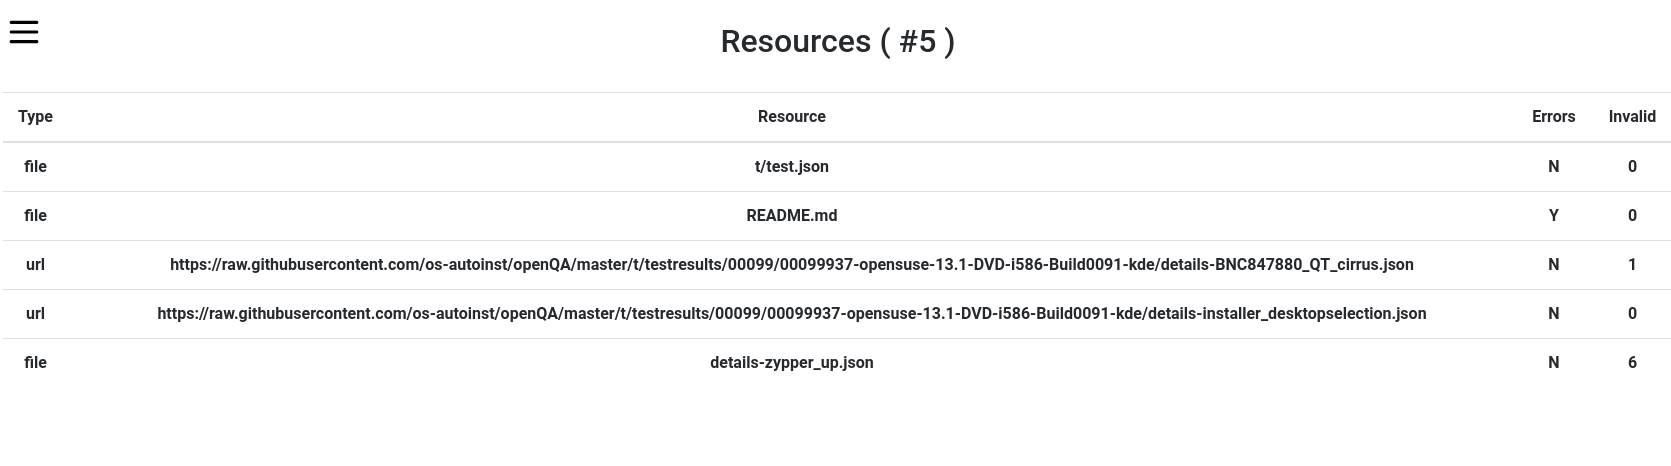 Resources ( #5 )
Type Resource Errors Invalid
file t/test.json N 0
file README.md Y 0
url https://raw.githubusercontent.com/os-autoinst/openQA/master/t/testresults/00099/00099937-opensuse-13.1-DVD-i586-Build0091-kde/details-BNC847880_QT_cirrus.json N 1
url https://raw.githubusercontent.com/os-autoinst/openQA/master/t/testresults/00099/00099937-opensuse-13.1-DVD-i586-Build0091-kde/details-installer_desktopselection.json N 0
file details-zypper_up.json N 6